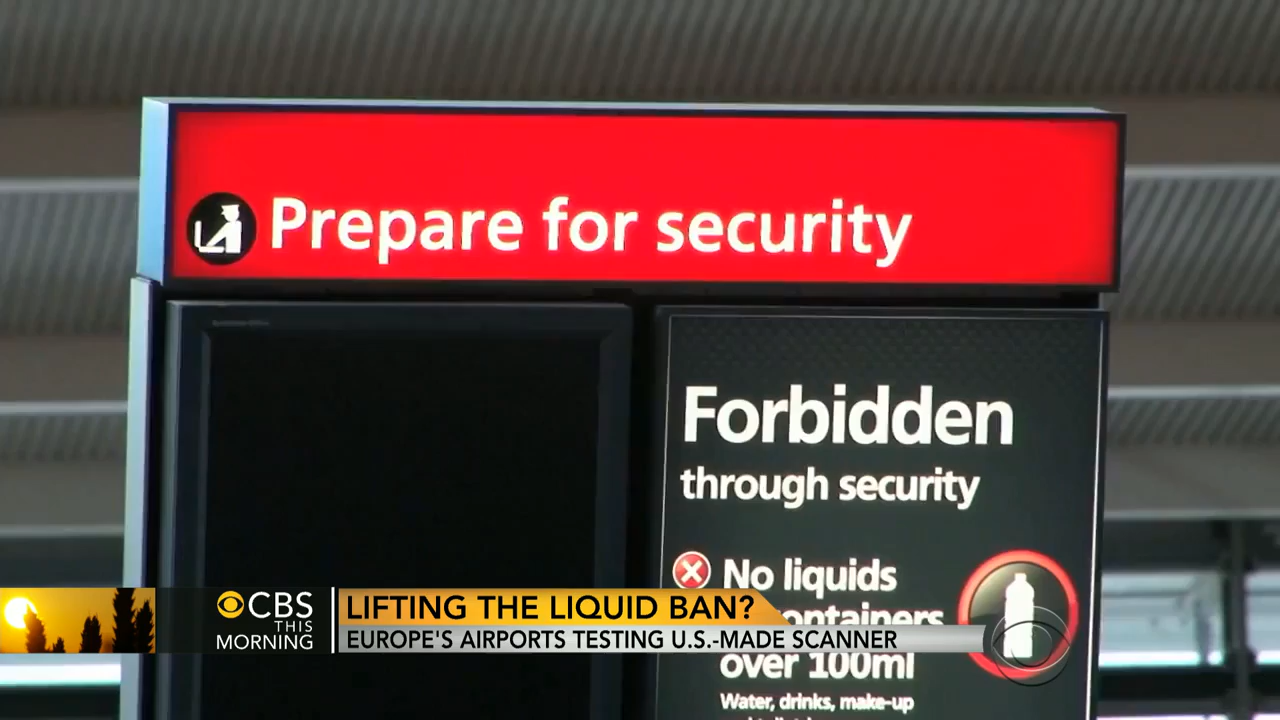 Prepare for security
Forbidden
through security
No liquids
over 100ml
Water, drinks, make-up
CBS
THIS
MORNING
LIFTING THE LIQUID BAN?
EUROPE'S AIRPORTS TESTING U.S.-MADE SCANNER